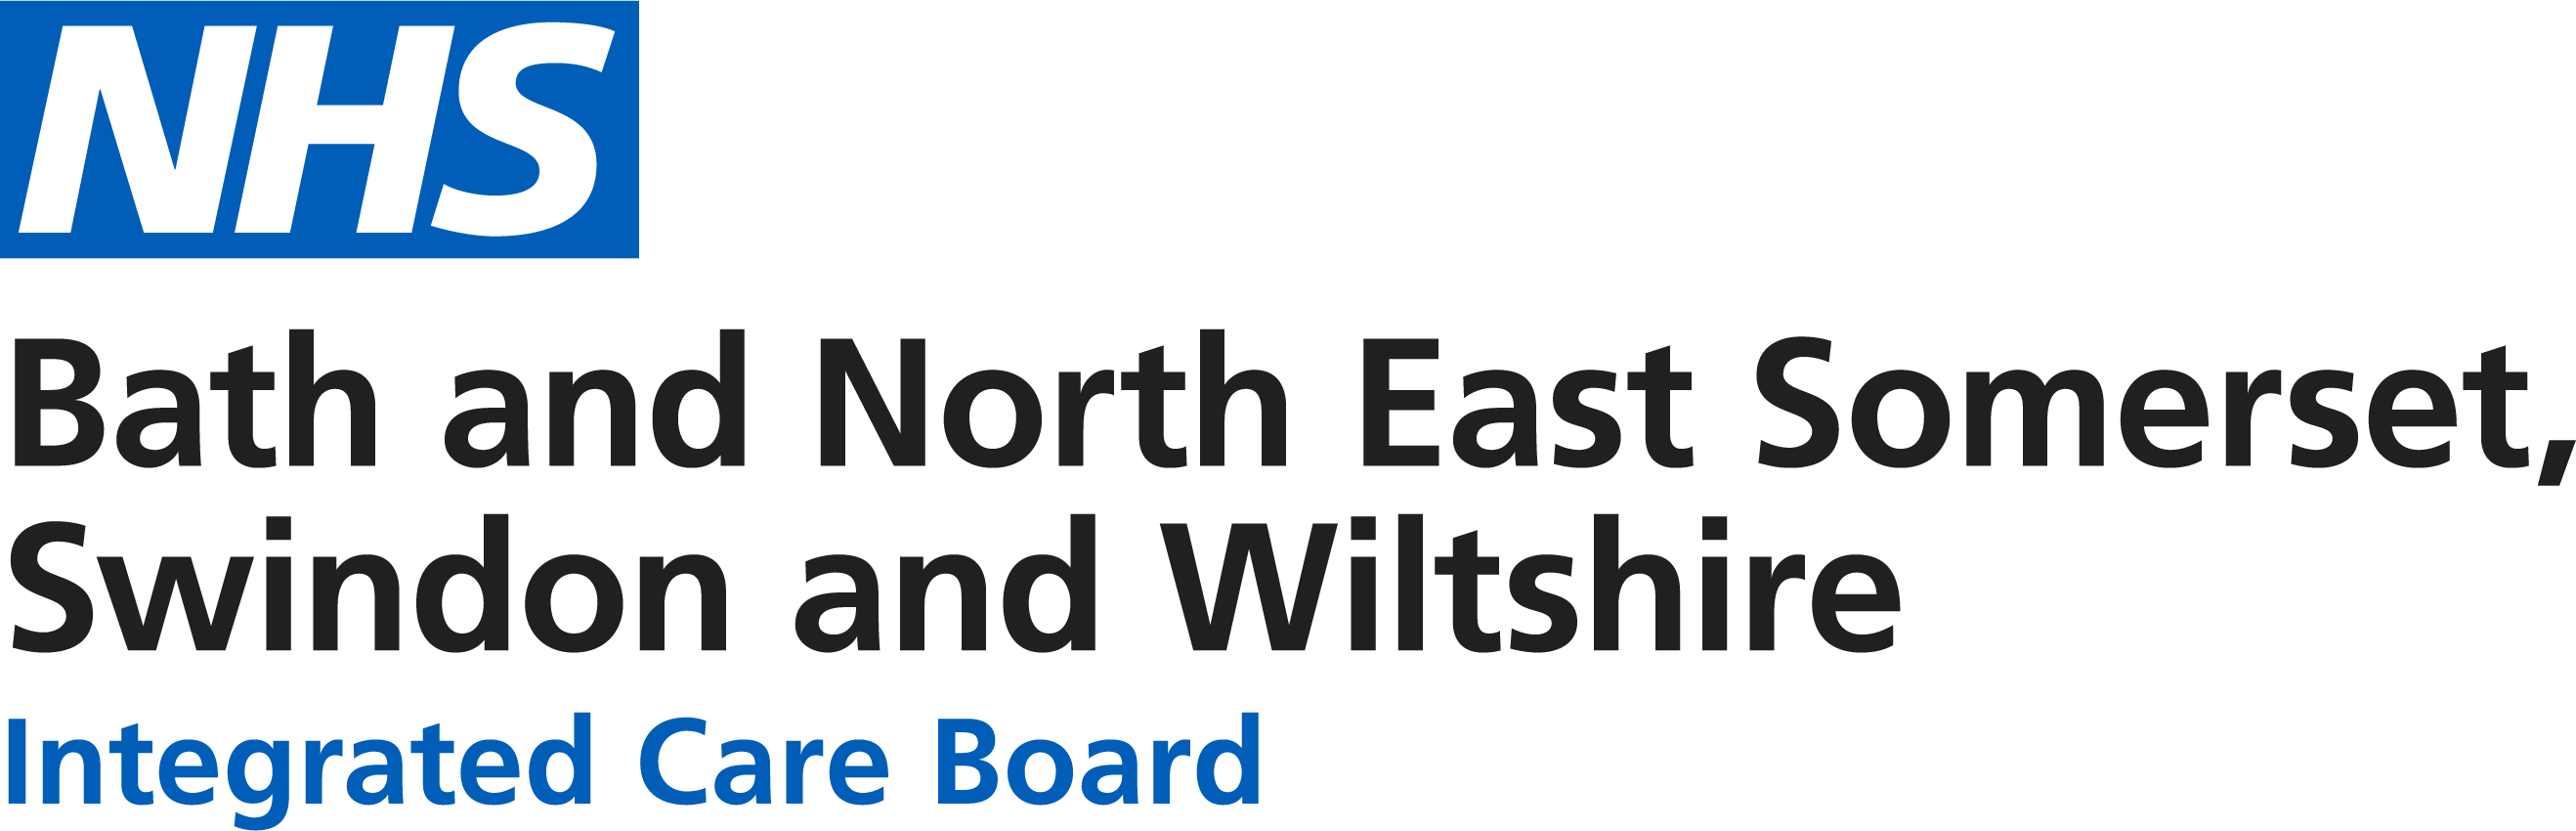 NHS
Bath and North East Somerset,
Swindon and Wiltshire
Integrated Care Board